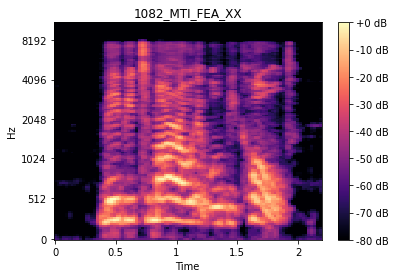 1082_MTI_FEA_XX
+0 dB
8192
-10 dB
4096
-20 dB
-30 dB
2048
-40 dB
Hz
1024
-50 dB
512
-60 dB
-70 dB
0
-80 dB
0 0.5 1 1.5 2
Time